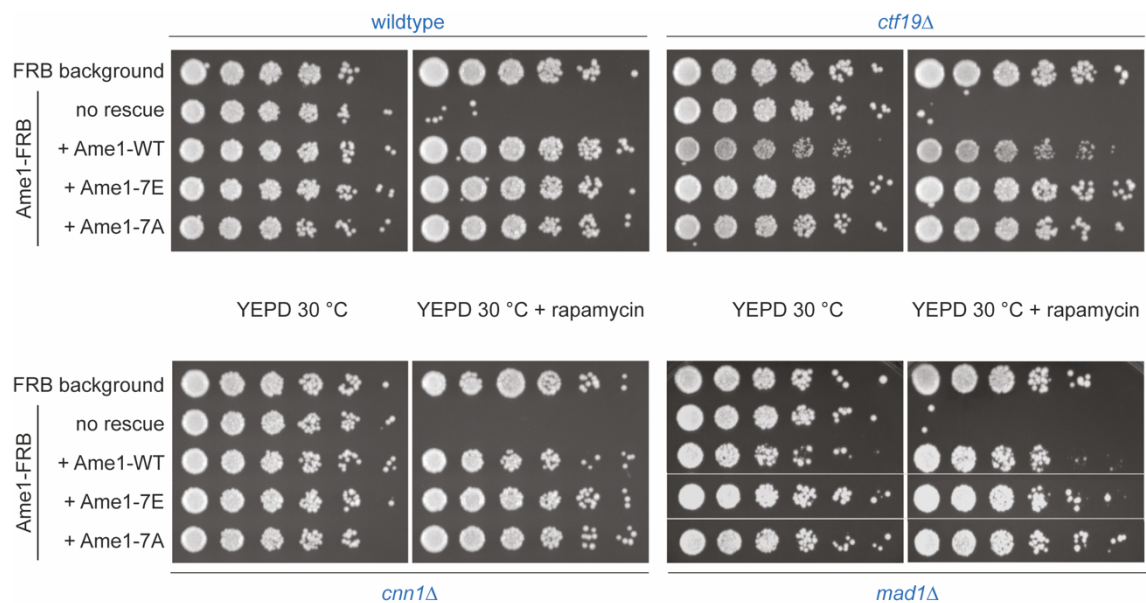 wildtype
ctf19Δ
FRB background
no rescue
+ Ame1-WT
+ Ame1-7E
+ Ame1-7A
Ame1-FRB
YEPD 30 °C
YEPD 30 °C + rapamycin
YEPD 30 °C
YEPD 30 °C + rapamycin
FRB background
no rescue
+ Ame1-WT
+ Ame1-7E
+ Ame1-7A
Ame1-FRB
cnn1Δ
mad1Δ